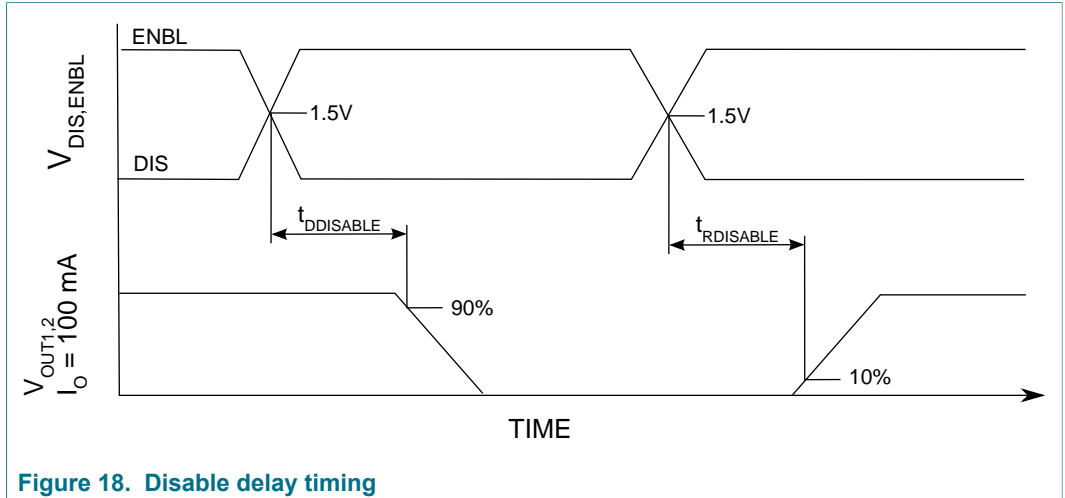 ENBL
V_DIS,ENBL
1.5V
1.5V
DIS
t_DDISABLE
t_RDISABLE
V_OUT1,2
I_O = 100 mA
90%
10%
TIME
Figure 18. Disable delay timing